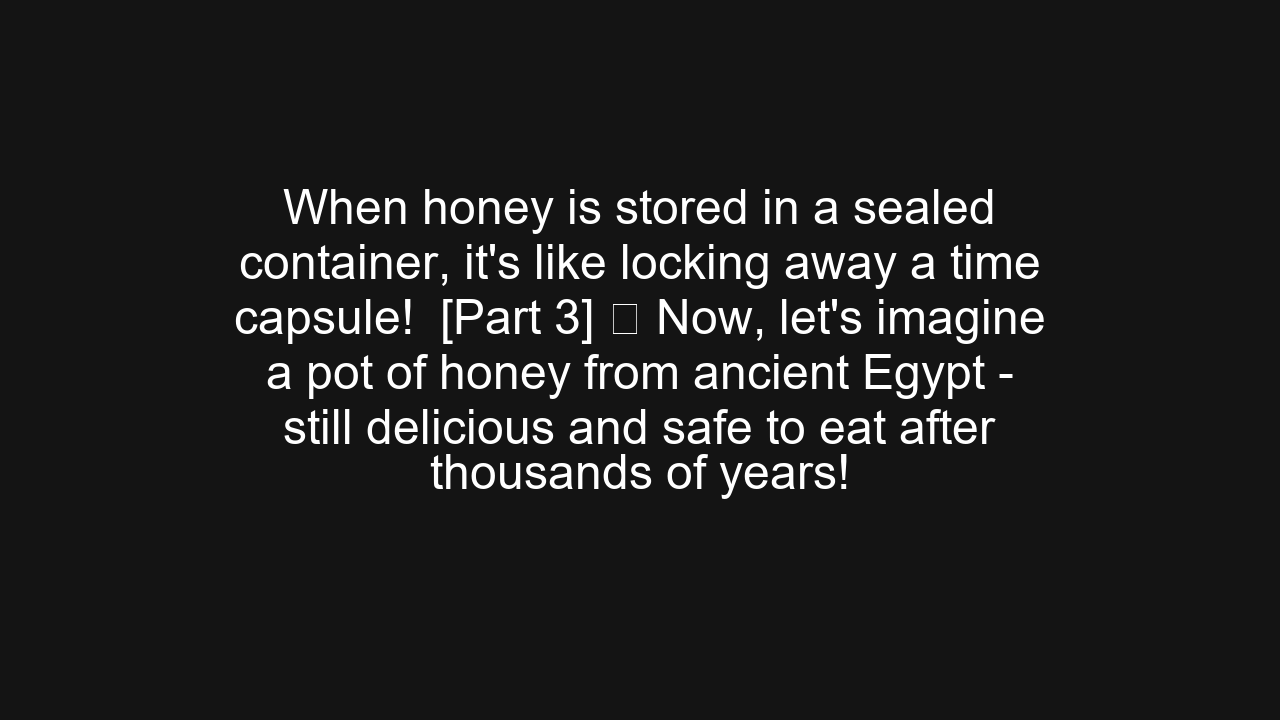 When honey is stored in a sealed
container, it's like locking away a time
capsule!  [Part 3] □ Now, let's imagine
a pot of honey from ancient Egypt -
still delicious and safe to eat after
thousands of years!